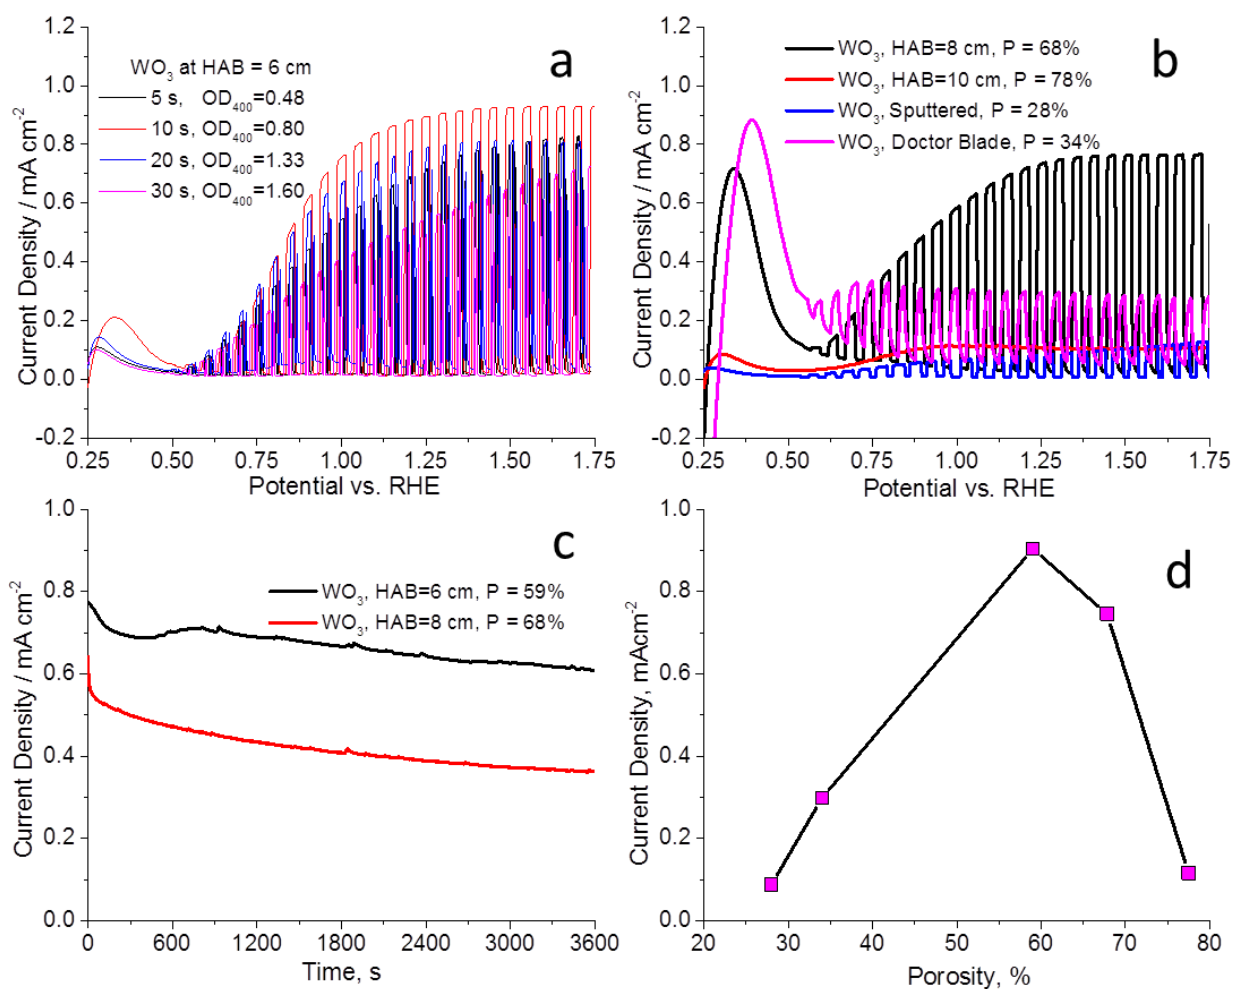 1.2
1.0
0.8
0.6
0.4
0.2
0.0
-0.2
Current Density / mA cm-2
a
WO3 at HAB = 6 cm
5 s, OD400=0.48
10 s, OD400=0.80
20 s, OD400=1.33
30 s, OD400=1.60
0.25 0.50 0.75 1.00 1.25 1.50 1.75
Potential vs. RHE
1.2
1.0
0.8
0.6
0.4
0.2
0.0
-0.2
Current Density / mA cm-2
b
WO3, HAB=8 cm, P = 68%
WO3, HAB=10 cm, P = 78%
WO3, Sputtered, P = 28%
WO3, Doctor Blade, P = 34%
0.25 0.50 0.75 1.00 1.25 1.50 1.75
Potential vs. RHE
1.0
0.8
0.6
0.4
0.2
0.0
Current Density / mA cm-2
c
WO3, HAB=6 cm, P = 59%
WO3, HAB=8 cm, P = 68%
0 600 1200 1800 2400 3000 3600
Time, s
1.0
0.8
0.6
0.4
0.2
0.0
Current Density, mAcm-2
d
20 30 40 50 60 70 80
Porosity, %